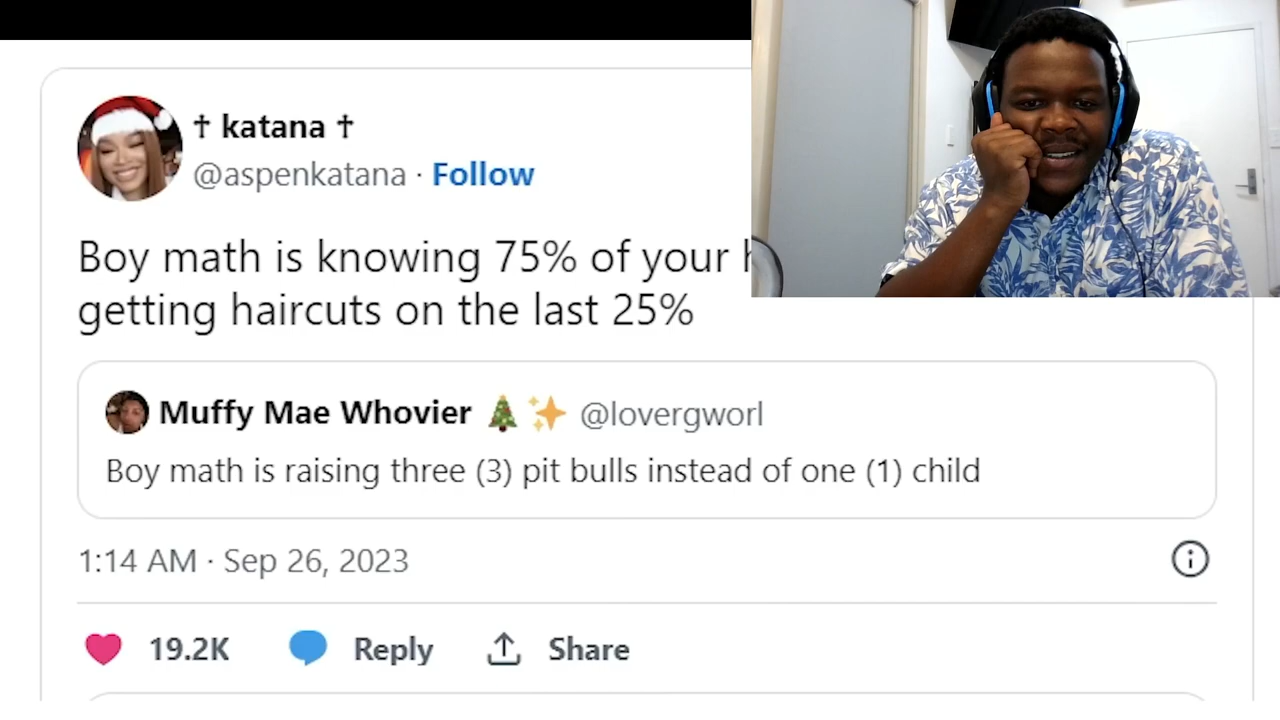 † katana †
@aspenkatana · Follow
Boy math is knowing 75% of your
getting haircuts on the last 25%
Muffy Mae Whovier 🎄✨ @lovergworl
Boy math is raising three (3) pit bulls instead of one (1) child
1:14 AM · Sep 26, 2023
19.2K Reply Share